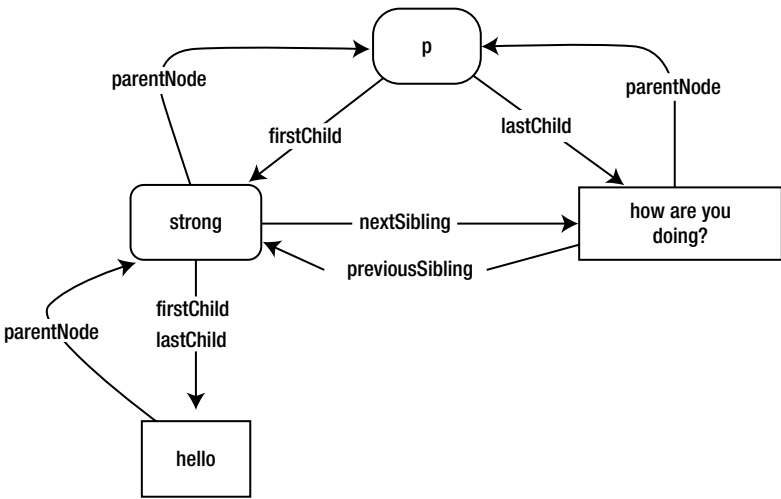 p
parentNode
parentNode
firstChild
lastChild
strong
nextSibling
how are you
doing?
previousSibling
firstChild
parentNode
lastChild
hello